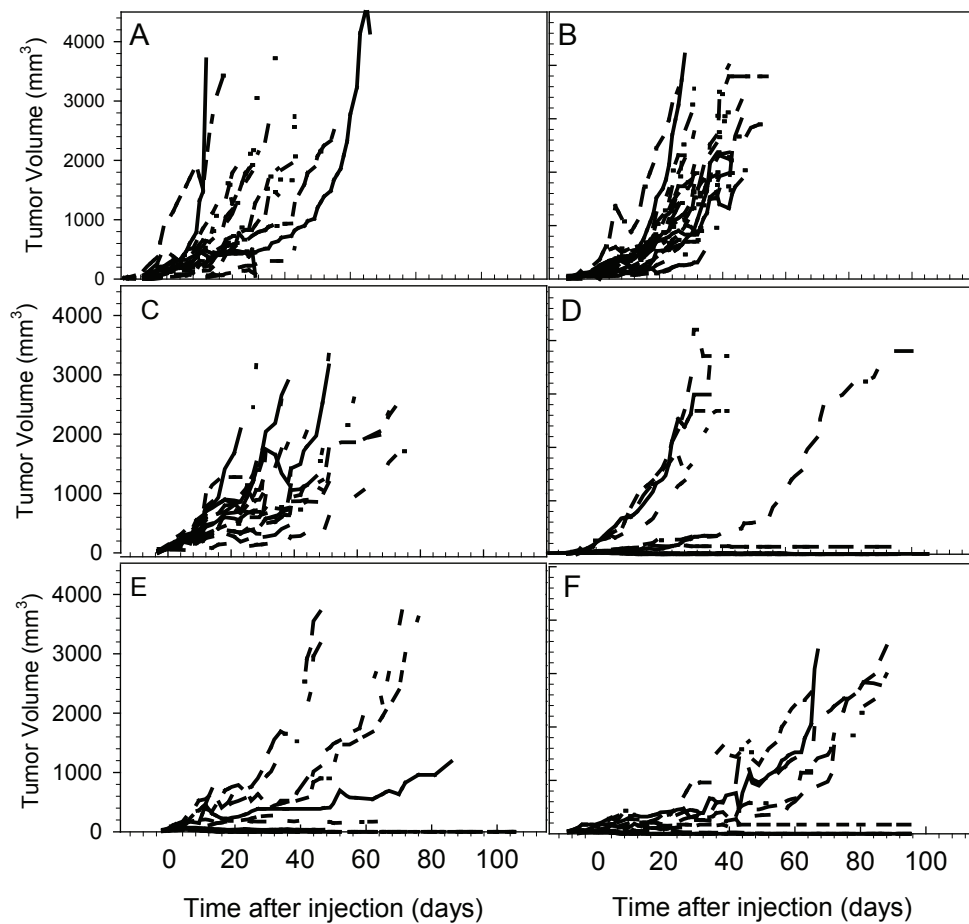 A B
4000
3000
2000
1000
0
Tumor Volume (mm³)
C D
4000
3000
2000
1000
0
Tumor Volume (mm³)
E F
4000
3000
2000
1000
0
Tumor Volume (mm³)
0 20 40 60 80 100 0 20 40 60 80 100
Time after injection (days) Time after injection (days)